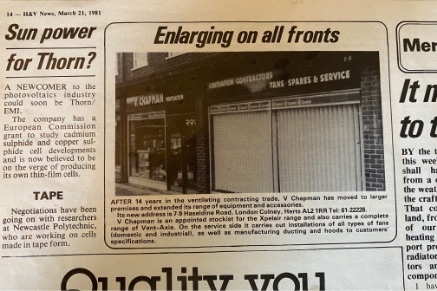 14 — H&V News, March 21, 1981
Sun power
for Thorn?
A NEWCOMER to the
photovoltaics industry
could soon be Thorn/
EMI.
The company has a
European Commission
grant to study cadmium
sulphide and copper sul-
phide cell developments
and is now believed to be
on the verge of producing
its own thin-film cells.
TAPE
Negotiations have been
going on with researchers
at Newcastle Polytechnic,
who are working on cells
made in tape form.
Enlarging on all fronts
V. CHAPMAN VENTILATION
VENTILATION CONTRACTORS
FANS SPARES & SERVICE
AFTER 14 years in the ventilating contracting trade, V Chapman has moved to larger
premises and extended its range of equipment and accessories.
Its new address is 7-9 Haseldine Road, London Colney, Herts AL2 1RR Tel: 61-22228.
V Chapman is an appointed stockist for the Xpelair range and also carries a complete
range of Vent-Axia. On the service side it carries out installations of all types of fans
(domestic and industrial), as well as manufacturing ducting and hoods to customers'
specifications.
Quality you
Mer
It n
to t
BY the t
this wee
shall h
from a
the weat
the craft
That co
land, fro
of our
heating
port pre
radiator
tors a
compo
I ha